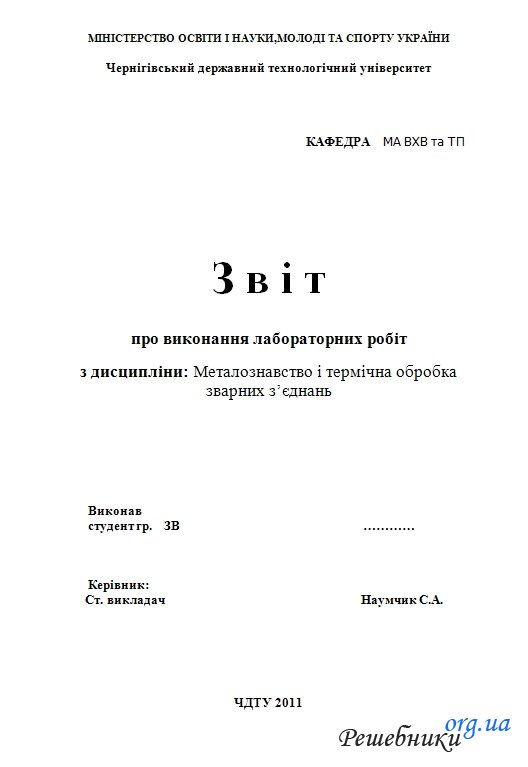 МІНІСТЕРСТВО ОСВІТИ І НАУКИ,МОЛОДІ ТА СПОРТУ УКРАЇНИ
Чернігівський державний технологічний університет
КАФЕДРА МА ВХВ та ТП
З в і т
про виконання лабораторних робіт
з дисципліни: Металознавство і термічна обробка
зварних з’єднань
Виконав
студент гр. ЗВ ............
Керівник:
Ст. викладач Наумчик С.А.
ЧДТУ 2011
Решебники org.ua